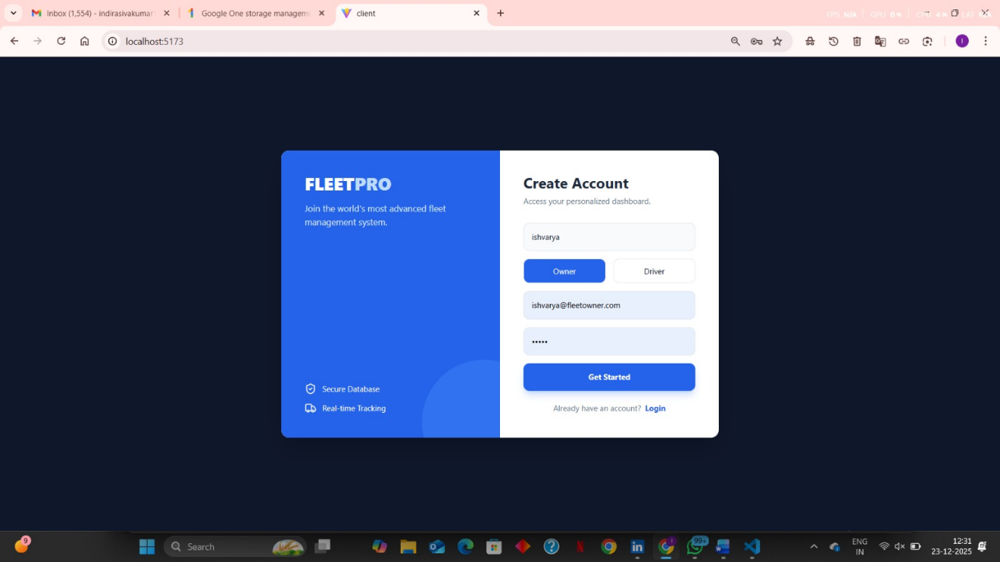 Inbox (1,554) - indirasivakumar
Google One storage managem
client
FPS N/A GPU 0% CPU 4% LAT N/A
localhost:5173
I
FLEETPRO
Join the world's most advanced fleet
management system.
Secure Database
Real-time Tracking
Create Account
Access your personalized dashboard.
ishvarya
Owner Driver
ishvarya@fleetowner.com
•••••
Get Started
Already have an account? Login
9
Search
99+
ENG
IN
12:31
23-12-2025